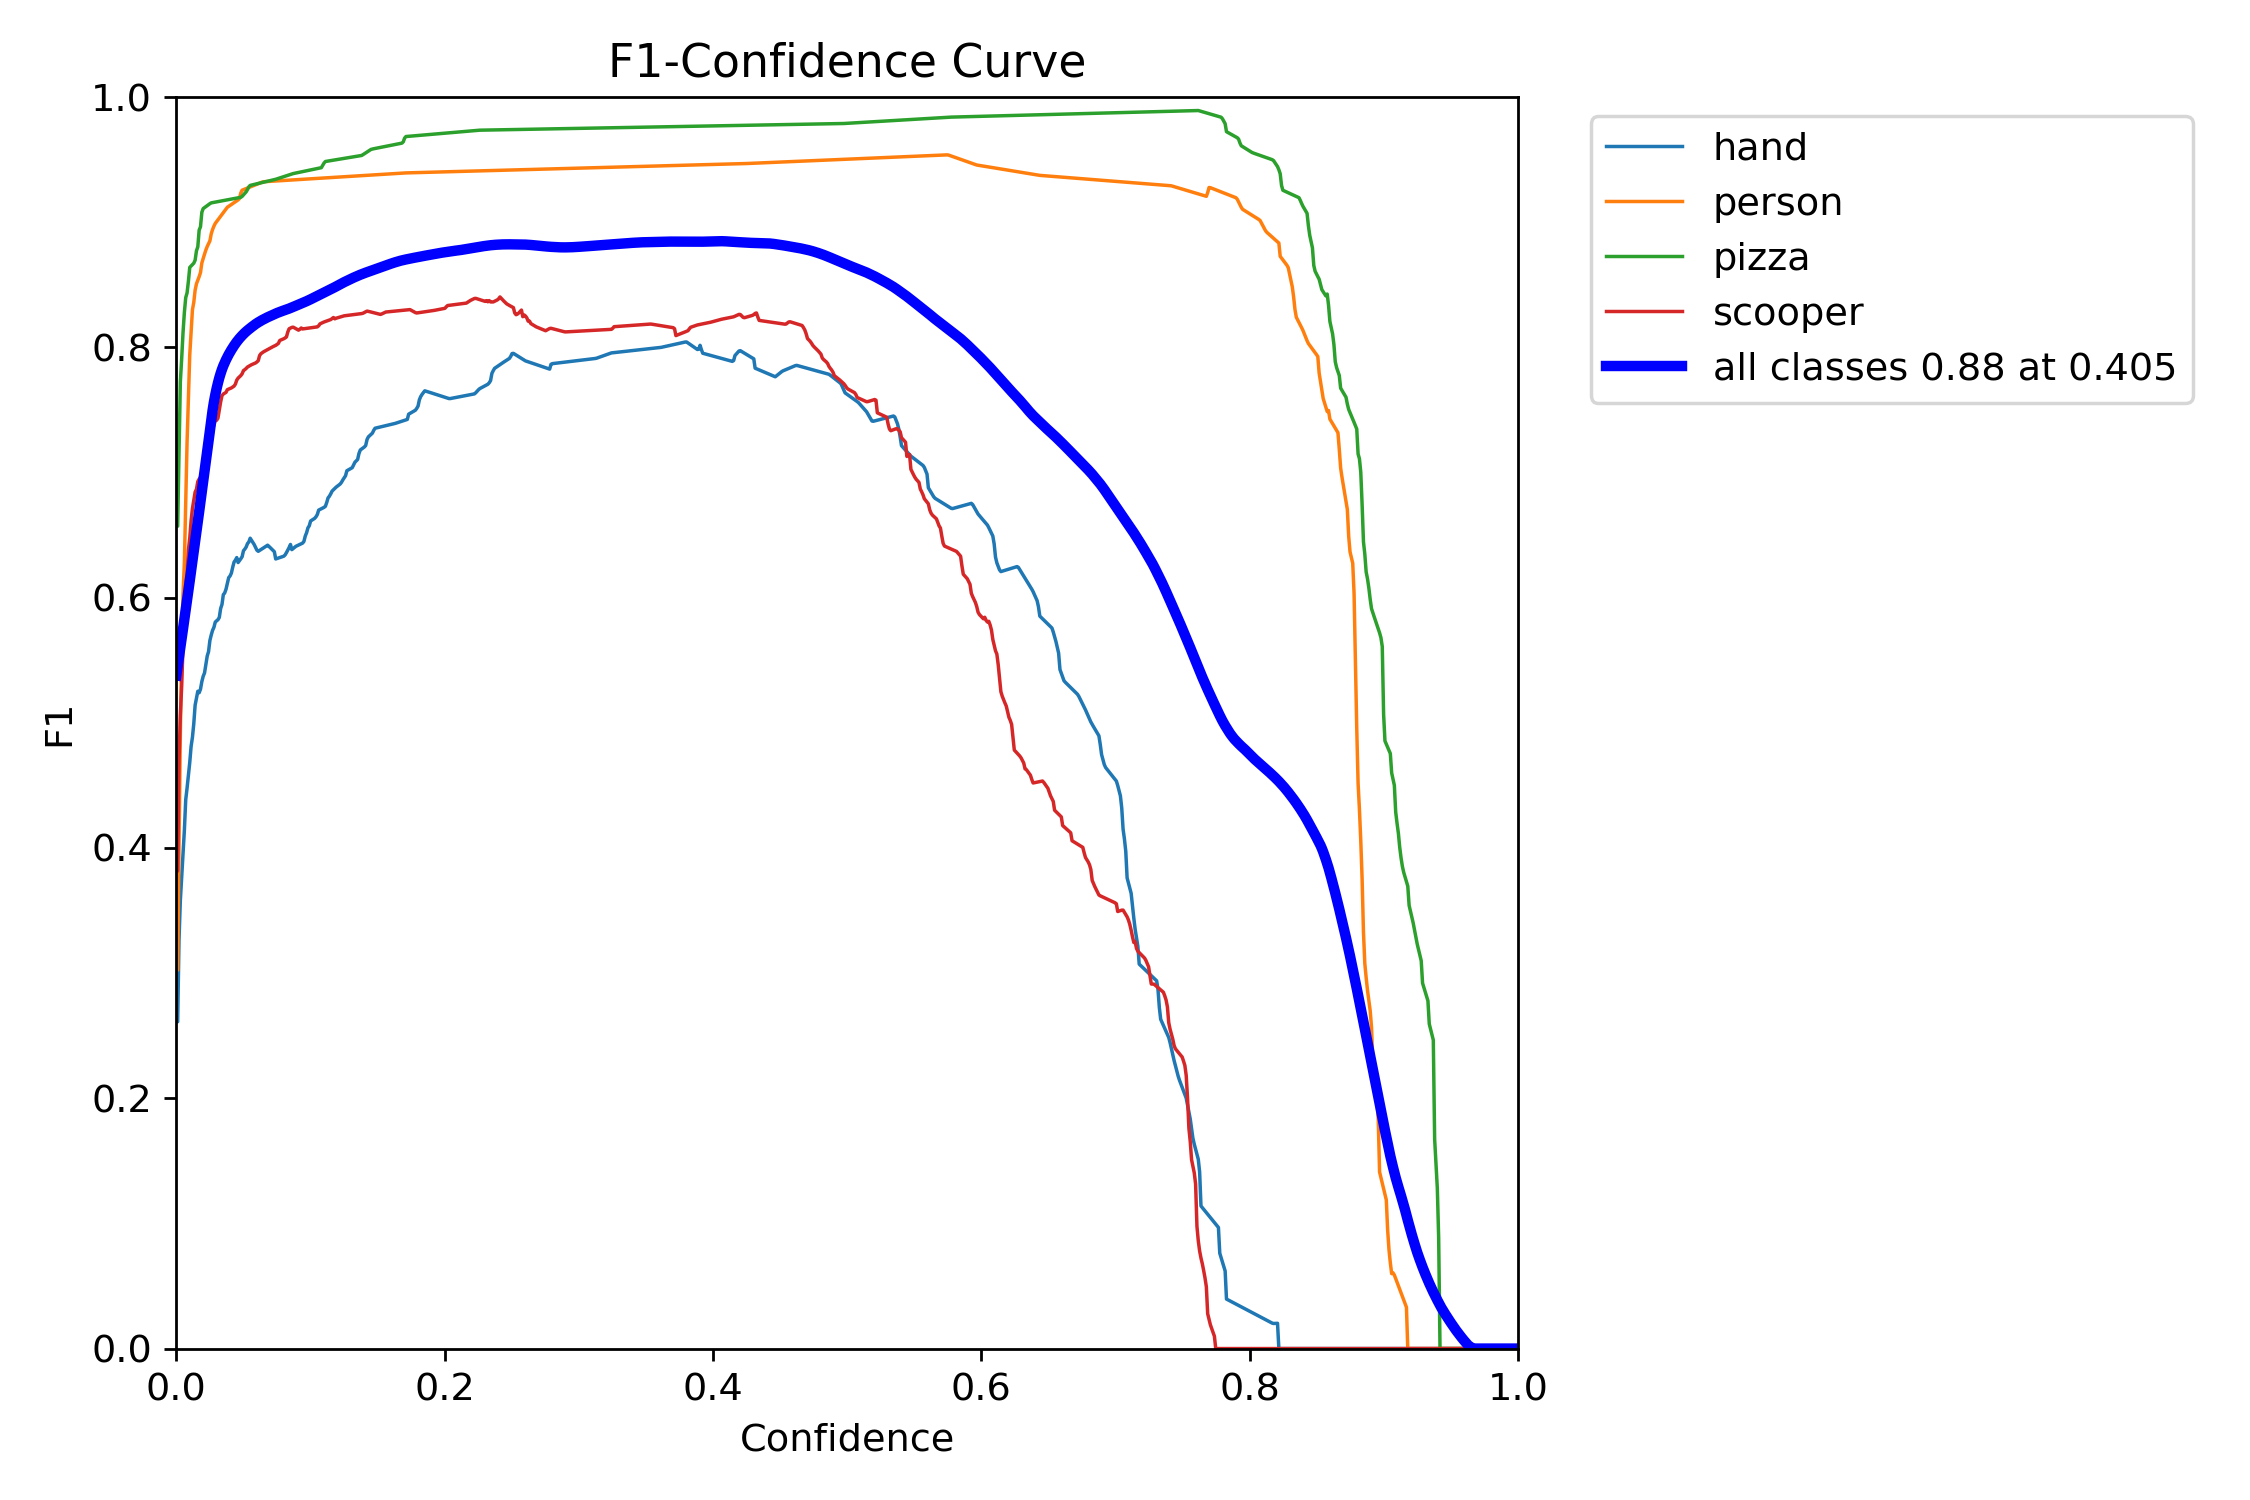 F1-Confidence Curve
1.0
0.8
0.6
0.4
0.2
0.0
F1
0.0 0.2 0.4 0.6 0.8 1.0
Confidence
hand
person
pizza
scooper
all classes 0.88 at 0.405